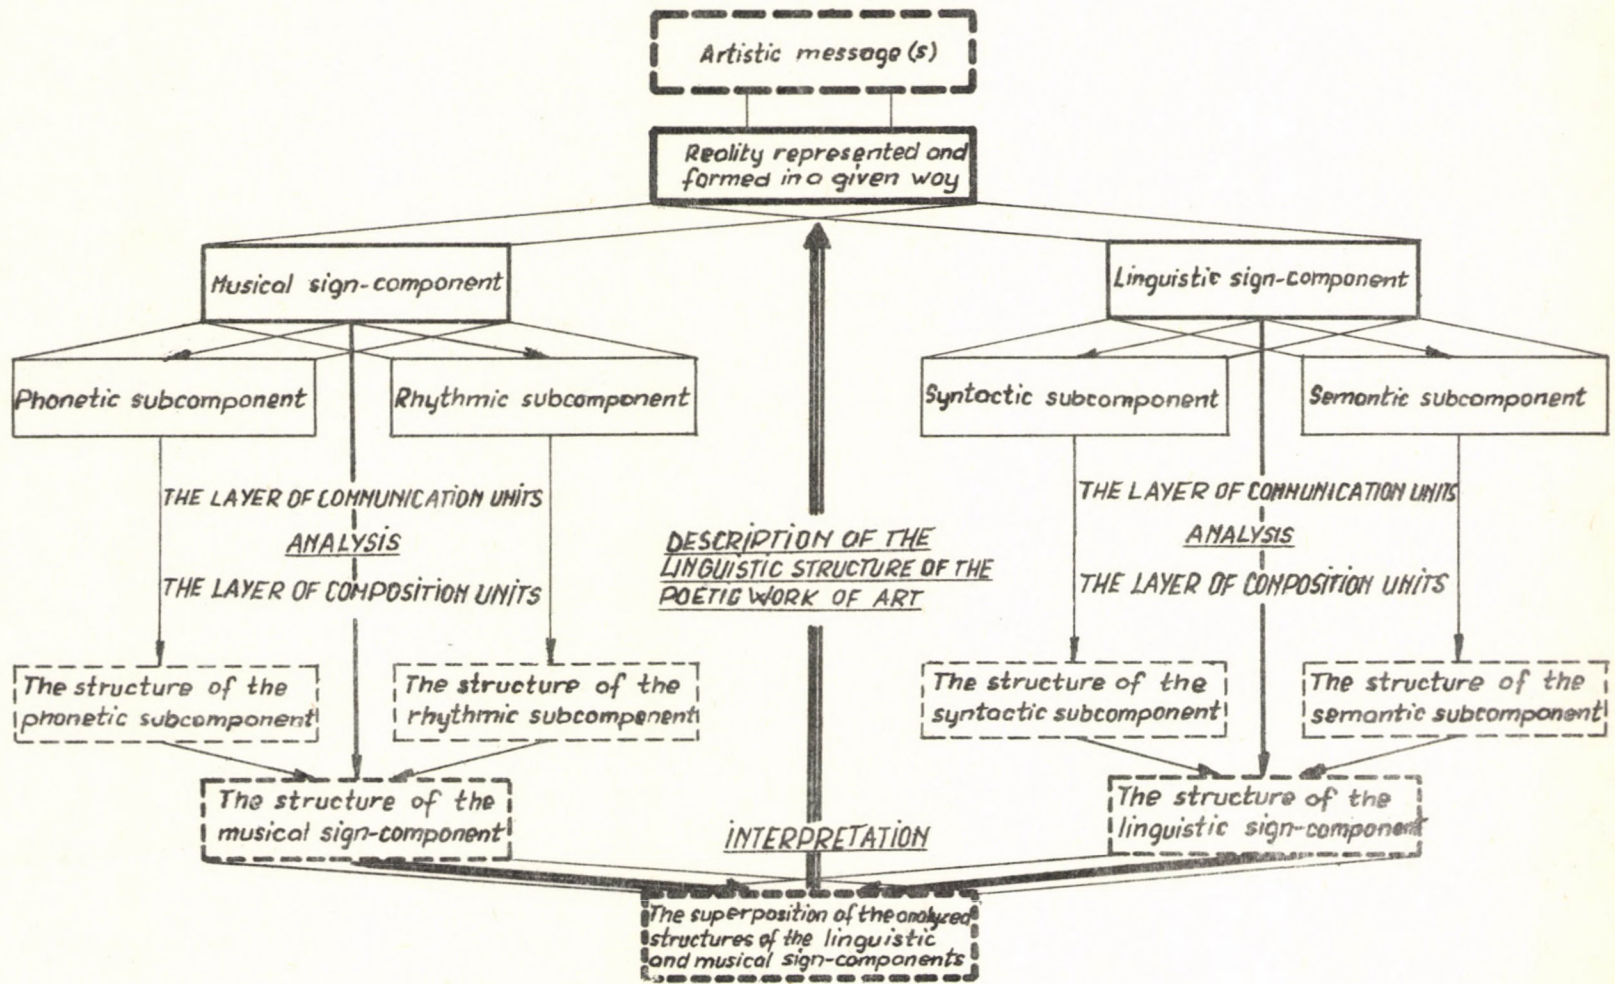 Artistic message (s)
Reality represented and
formed in a given way
Musical sign-component
Linguistic sign-component
Phonetic subcomponent
Rhythmic subcomponent
Syntactic subcomponent
Semantic subcomponent
THE LAYER OF COMMUNICATION UNITS
ANALYSIS
THE LAYER OF COMPOSITION UNITS
DESCRIPTION OF THE
LINGUISTIC STRUCTURE OF THE
POETIC WORK OF ART
THE LAYER OF COMMUNICATION UNITS
ANALYSIS
THE LAYER OF COMPOSITION UNITS
The structure of the
phonetic subcomponent
The structure of the
rhythmic subcomponent
The structure of the
syntactic subcomponent
The structure of the
semantic subcomponent
The structure of the
musical sign-component
The structure of the
linguistic sign-component
INTERPRETATION
The superposition of the analyzed
structures of the linguistic
and musical sign-components